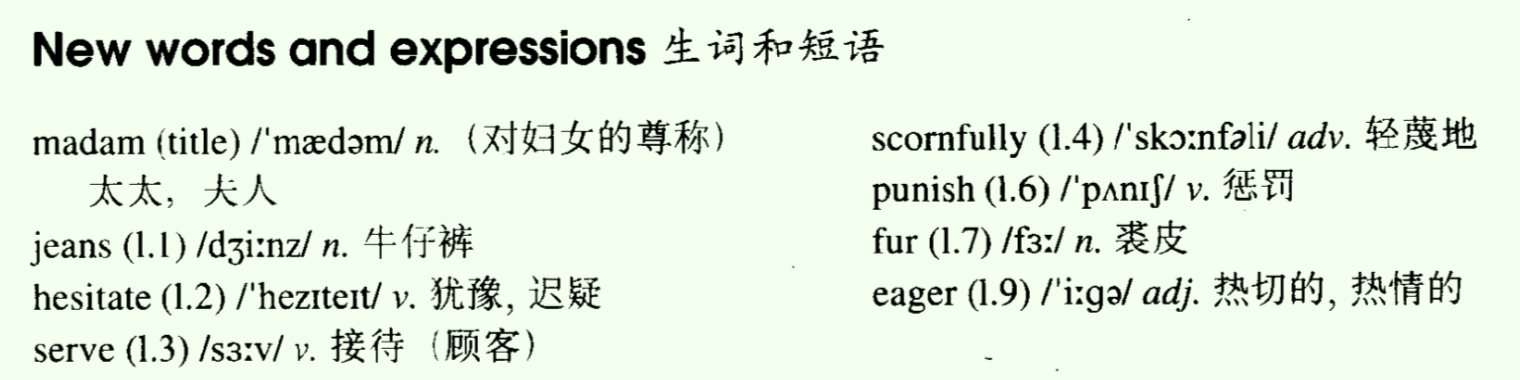 New words and expressions 生词和短语
madam (title) /ˈmædəm/ n.（对妇女的尊称）
太太，夫人
jeans (l.1) /dʒiːnz/ n. 牛仔裤
hesitate (l.2) /ˈhezɪteɪt/ v. 犹豫, 迟疑
serve (l.3) /sɜːv/ v. 接待（顾客）
scornfully (l.4) /ˈskɔːnfəli/ adv. 轻蔑地
punish (l.6) /ˈpʌnɪʃ/ v. 惩罚
fur (l.7) /fɜː/ n. 裘皮
eager (l.9) /ˈiːgə/ adj. 热切的, 热情的